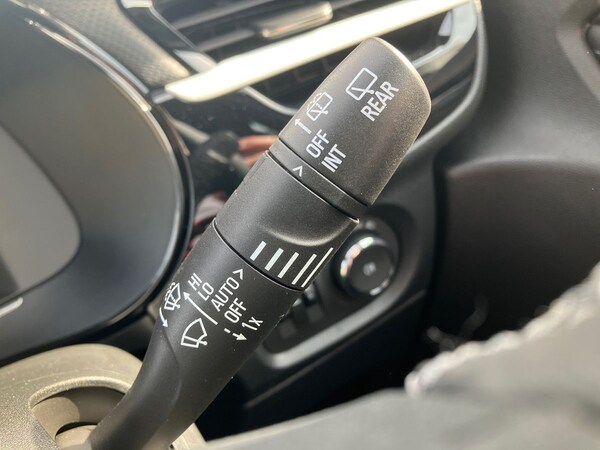 REAR
OFF
INT
HI
LO
AUTO
OFF
1x